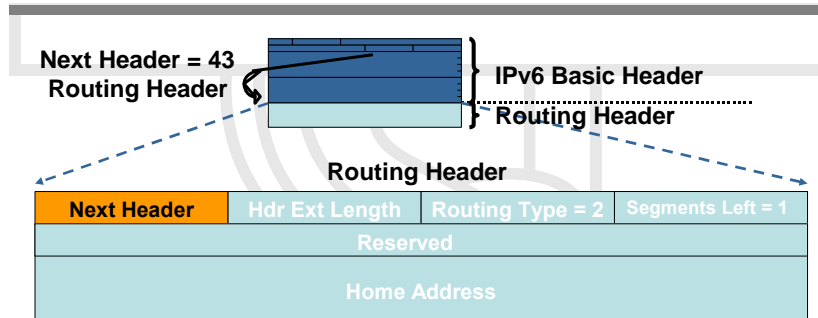 Next Header = 43
Routing Header
IPv6 Basic Header
Routing Header
Routing Header
Next Header Hdr Ext Length Routing Type = 2 Segments Left = 1
Reserved
Home Address